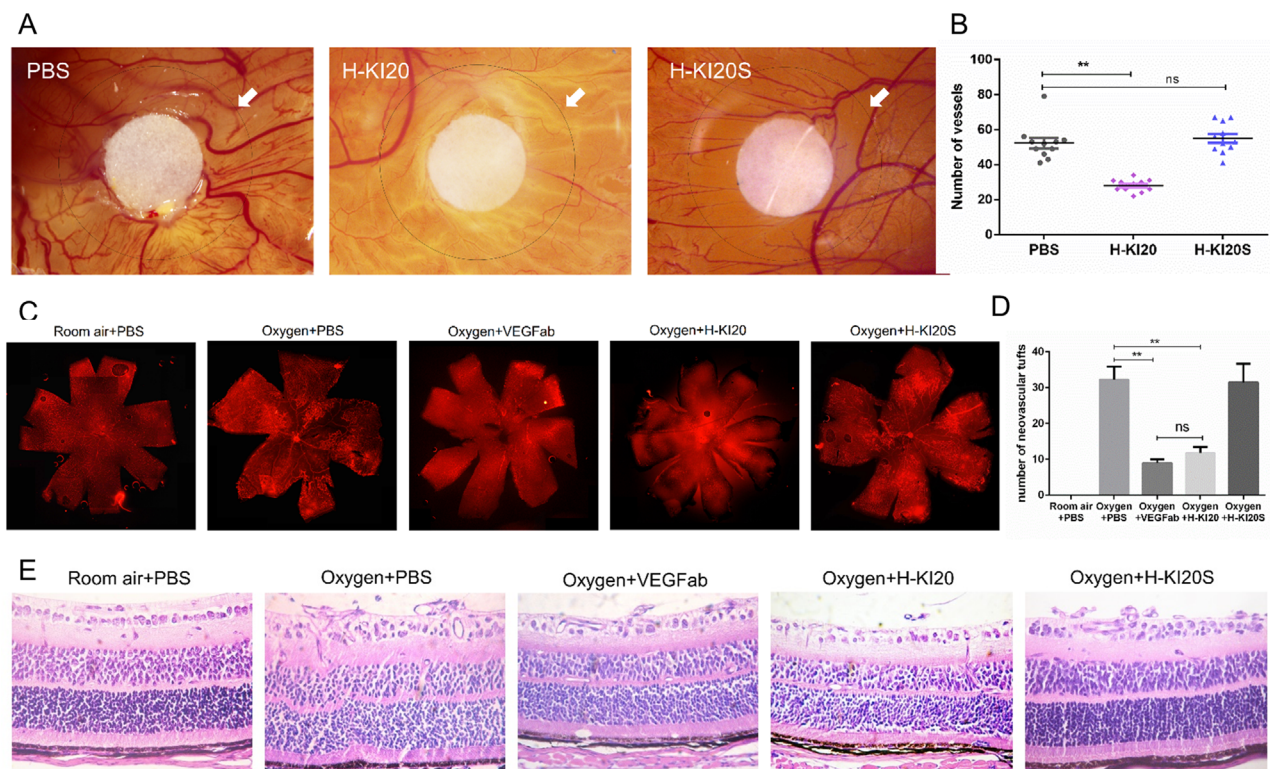 A
PBS
H-KI20
H-KI20S
B
**
ns
100
80
60
40
20
0
Number of vessels
PBS
H-KI20
H-KI20S
C
Room air+PBS
Oxygen+PBS
Oxygen+VEGFab
Oxygen+H-KI20
Oxygen+H-KI20S
D
**
**
ns
40
30
20
10
0
number of neovascular tufts
Room air
+PBS
Oxygen
+PBS
Oxygen
+VEGFab
Oxygen
+H-KI20
Oxygen
+H-KI20S
E
Room air+PBS
Oxygen+PBS
Oxygen+VEGFab
Oxygen+H-KI20
Oxygen+H-KI20S